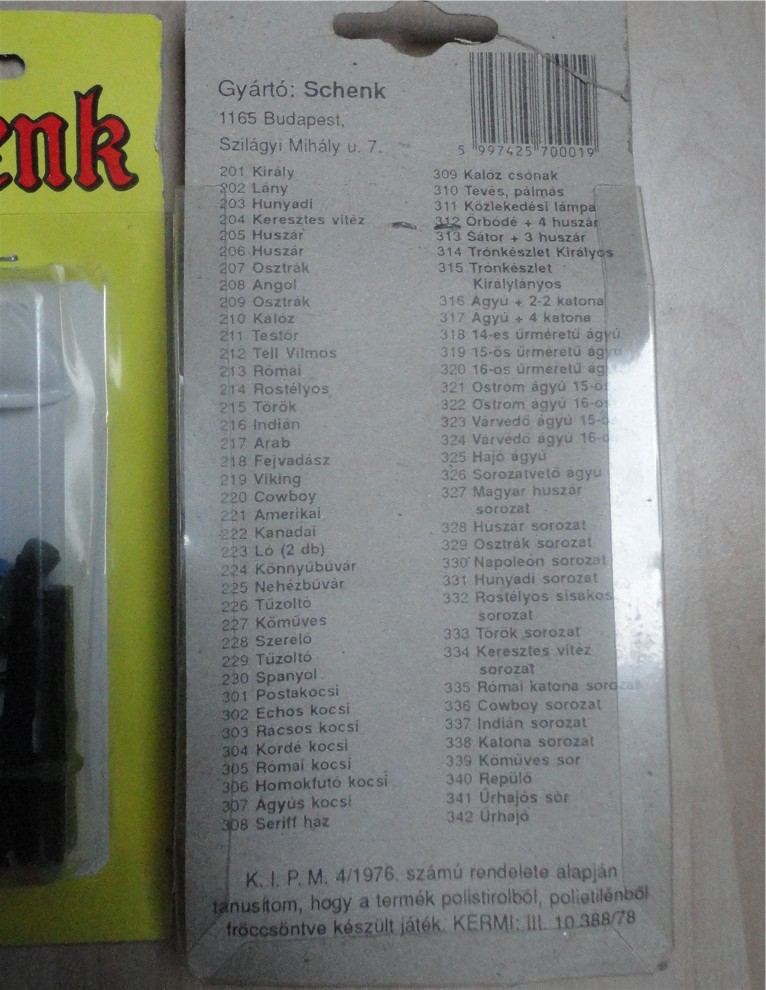 enk
Gyártó: Schenk
1165 Budapest,
Szilágyi Mihály u. 7.
5 997425 700019
201 Király
202 Lány
203 Hunyadi
204 Keresztes vitéz
205 Huszár
206 Huszár
207 Osztrák
208 Angol
209 Osztrák
210 Kalóz
211 Testőr
212 Tell Vilmos
213 Római
214 Rostélyos
215 Török
216 Indián
217 Arab
218 Fejvadász
219 Viking
220 Cowboy
221 Amerikai
222 Kanadai
223 Ló (2 db)
224 Könnyűbúvár
225 Nehézbúvár
226 Tűzoltó
227 Kőműves
228 Szerelő
229 Tűzoltó
230 Spanyol
301 Postakocsi
302 Echós kocsi
303 Rácsos kocsi
304 Kordé kocsi
305 Római kocsi
306 Homokfutó kocsi
307 Ágyús kocsi
308 Seriff ház
309 Kalóz csónak
310 Tevés, pálmás
311 Közlekedési lámpa
312 Őrbódé + 4 huszár
313 Sátor + 3 huszár
314 Trónkészlet Királyos
315 Trónkészlet
Királylányos
316 Ágyú + 2-2 katona
317 Ágyú + 4 katona
318 14-es űrméretű ágyú
319 15-ös űrméretű ágyú
320 16-os űrméretű ág
321 Ostrom ágyú 15-ös
322 Ostrom ágyú 16-os
323 Várvédő ágyú 15-ö
324 Várvédő ágyú 16-o
325 Hajó ágyú
326 Sorozatvető ágyú
327 Magyar huszár
sorozat
328 Huszár sorozat
329 Osztrák sorozat
330 Napoleon sorozat
331 Hunyadi sorozat
332 Rostélyos sisakos
sorozat
333 Török sorozat
334 Keresztes vitéz
sorozat
335 Római katona sorozat
336 Cowboy sorozat
337 Indián sorozat
338 Katona sorozat
339 Kőműves sor
340 Repülő
341 Űrhajós sor
342 Űrhajó
K. I. P. M. 4/1976. számú rendelete alapján
tanusítom, hogy a termék polistirolból, polietilénből
fröccsöntve készült játék. KERMI: III. 10.388/78